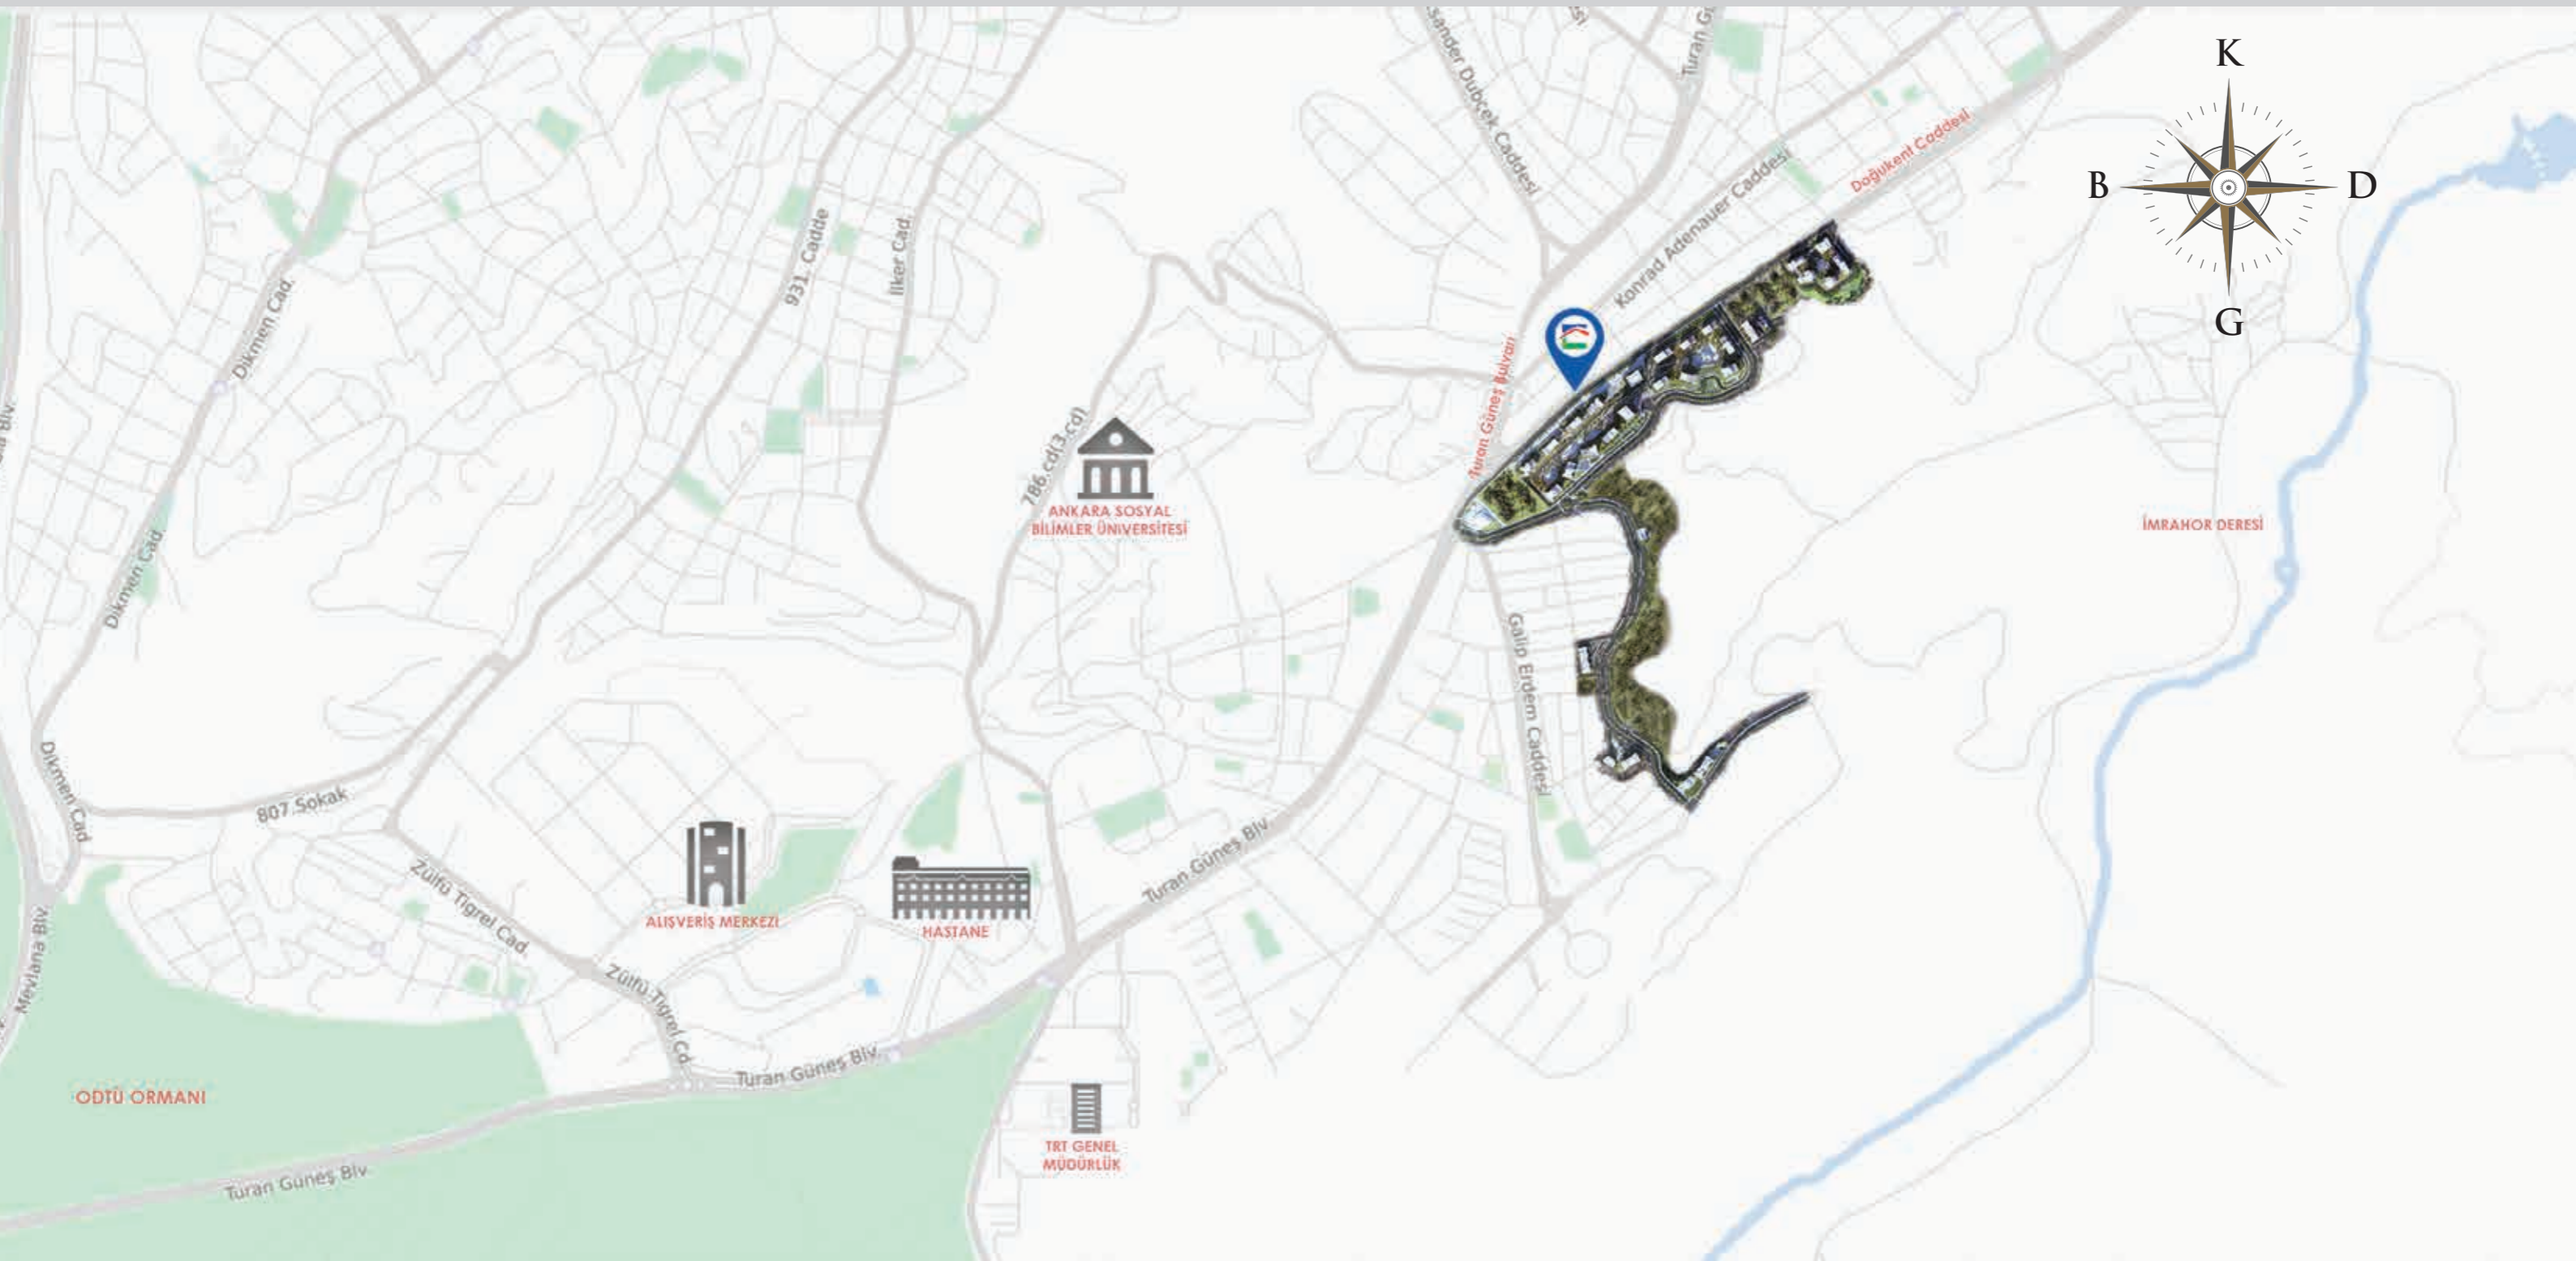 K
B
D
G
Turan G
sander Dubçek Caddesi
Konrad Adenauer Caddesi
Doğukent Caddesi
Turan Güneş Bulvarı
931. Cadde
İlker Cad.
Dikmen Cad.
786.cd(3.cd)
ANKARA SOSYAL
BİLİMLER ÜNİVERSİTESİ
İMRAHOR DERESİ
Dikmen Cad.
Galip Erdem Caddesi
Dikmen Cad.
807.Sokak
Zülfü Tigrel Cad.
ALIŞVERİŞ MERKEZİ
HASTANE
Turan Güneş Blv.
Mevlana Blv.
Zülfü Tigrel Cd.
Turan Güneş Blv.
ODTÜ ORMANI
TRT GENEL
MÜDÜRLÜK
Turan Güneş Blv.